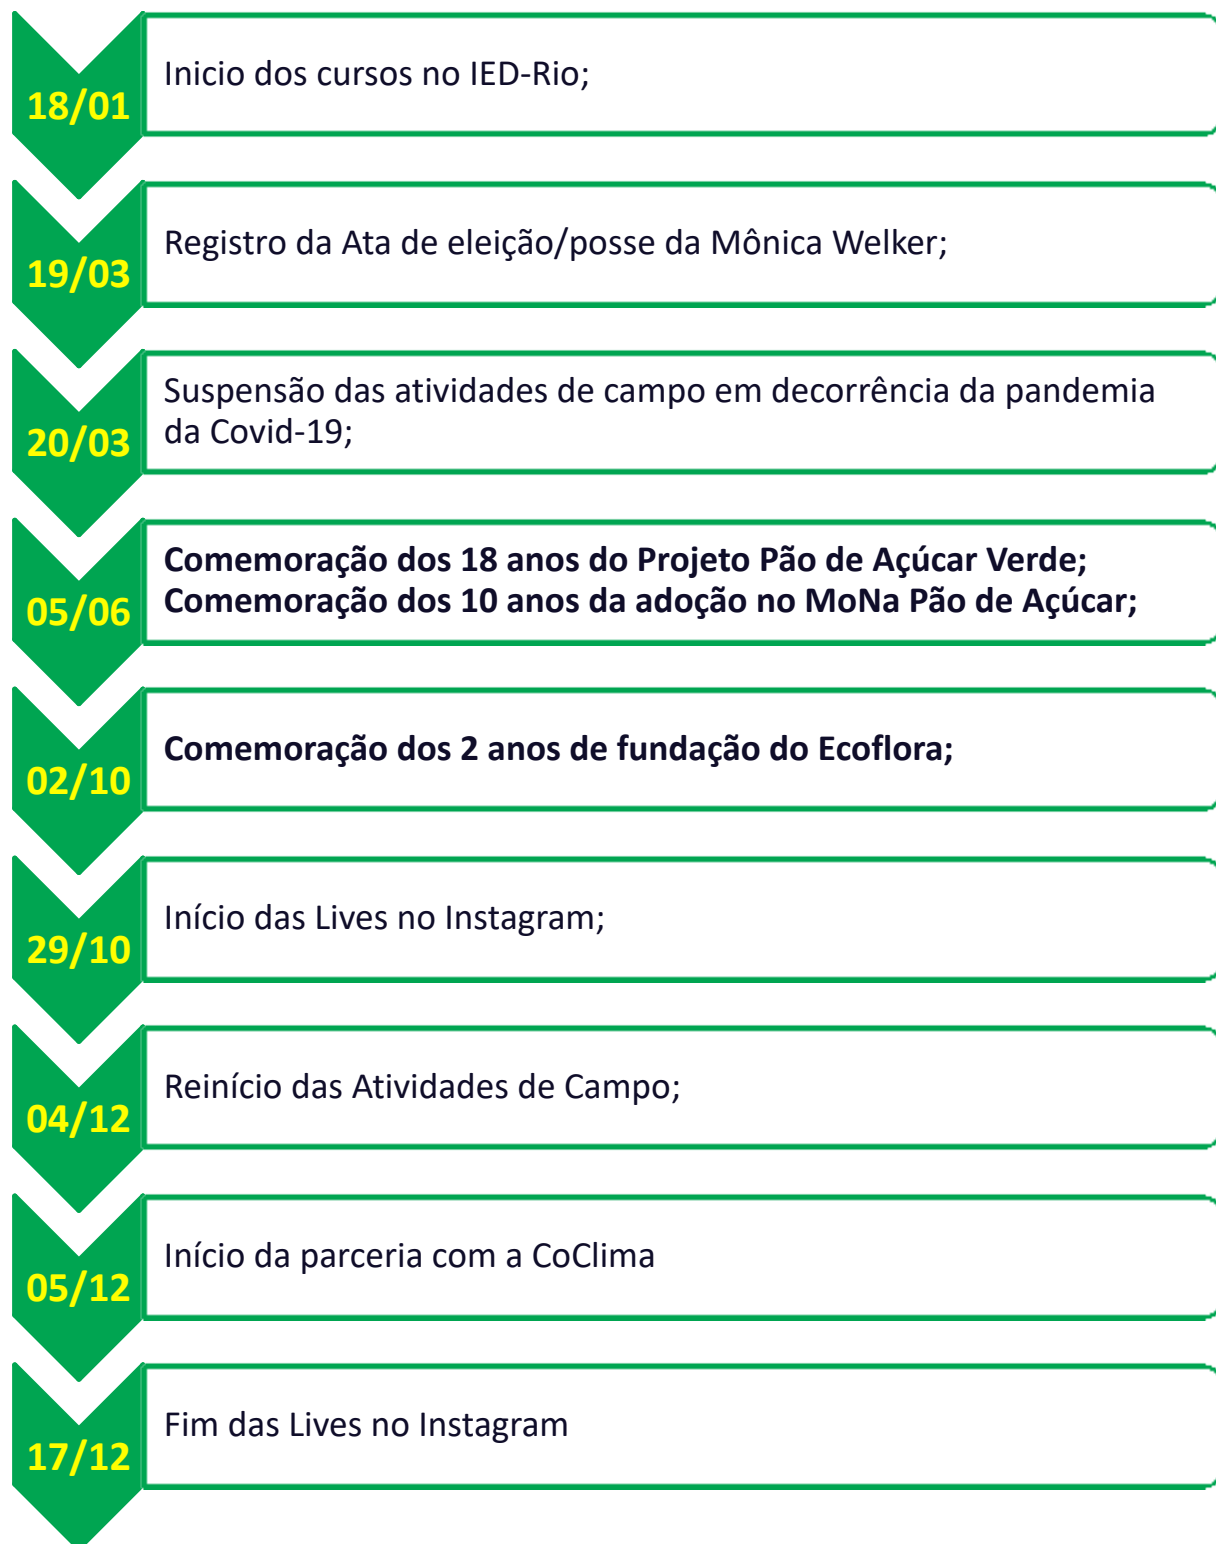 18/01
Inicio dos cursos no IED-Rio;
19/03
Registro da Ata de eleição/posse da Mônica Welker;
20/03
Suspensão das atividades de campo em decorrência da pandemia
da Covid-19;
05/06
Comemoração dos 18 anos do Projeto Pão de Açúcar Verde;
Comemoração dos 10 anos da adoção no MoNa Pão de Açúcar;
02/10
Comemoração dos 2 anos de fundação do Ecoflora;
29/10
Início das Lives no Instagram;
04/12
Reinício das Atividades de Campo;
05/12
Início da parceria com a CoClima
17/12
Fim das Lives no Instagram